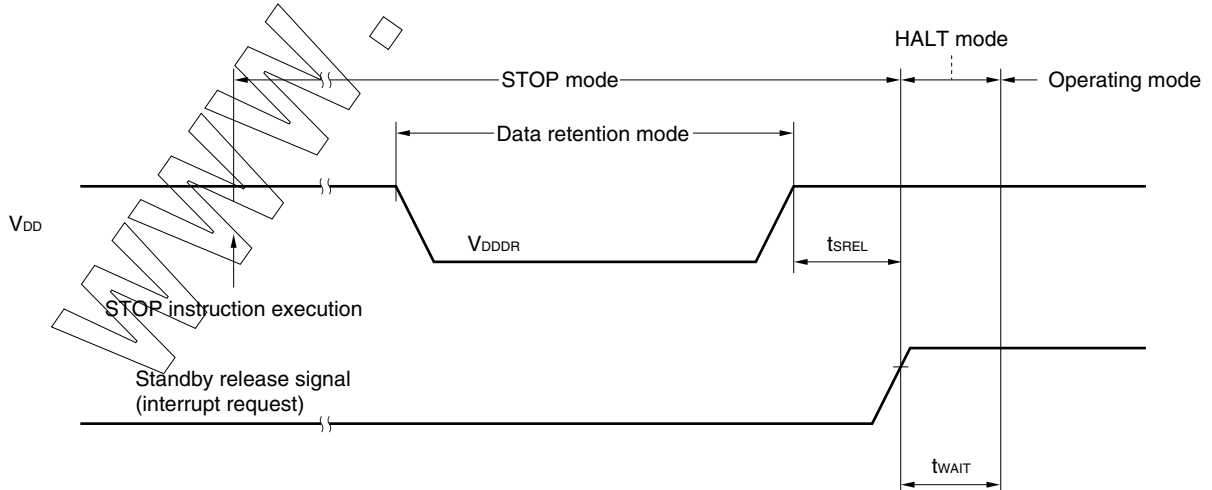 www.
HALT mode
STOP mode
Operating mode
Data retention mode
VDD
VDDDR
tSREL
STOP instruction execution
Standby release signal
(interrupt request)
tWAIT